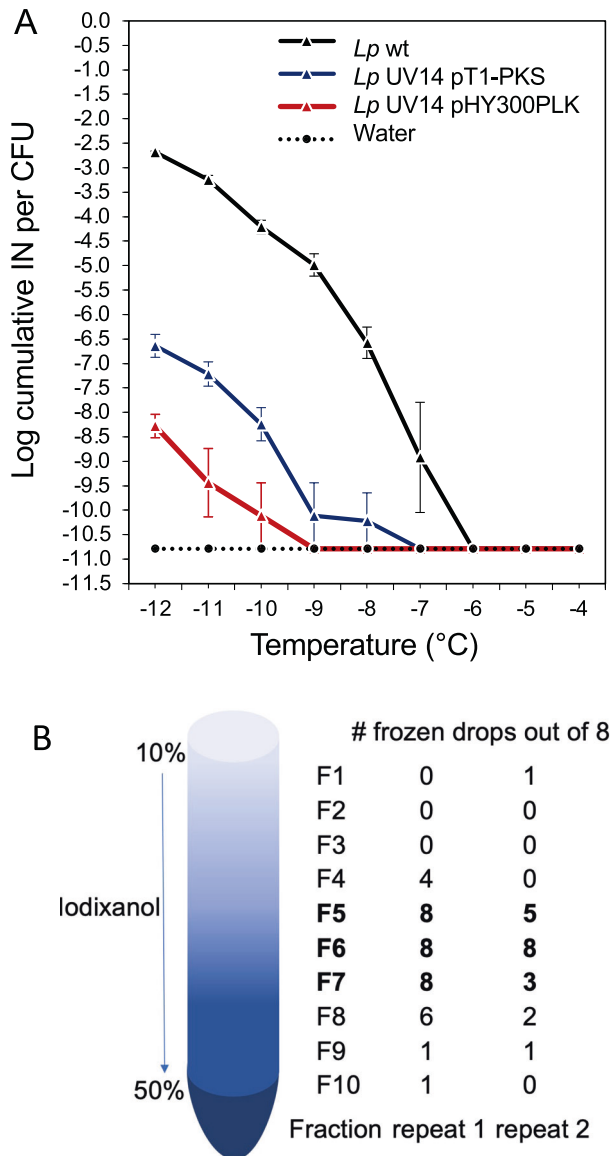 A
Log cumulative IN per CFU
0.0
-0.5
-1.0
-1.5
-2.0
-2.5
-3.0
-3.5
-4.0
-4.5
-5.0
-5.5
-6.0
-6.5
-7.0
-7.5
-8.0
-8.5
-9.0
-9.5
-10.0
-10.5
-11.0
-11.5
Lp wt
Lp UV14 pT1-PKS
Lp UV14 pHY300PLK
Water
-12 -11 -10 -9 -8 -7 -6 -5 -4
Temperature (°C)
B
10%
Iodixanol
50%
# frozen drops out of 8
F1 0 1
F2 0 0
F3 0 0
F4 4 0
F5 8 5
F6 8 8
F7 8 3
F8 6 2
F9 1 1
F10 1 0
Fraction repeat 1 repeat 2